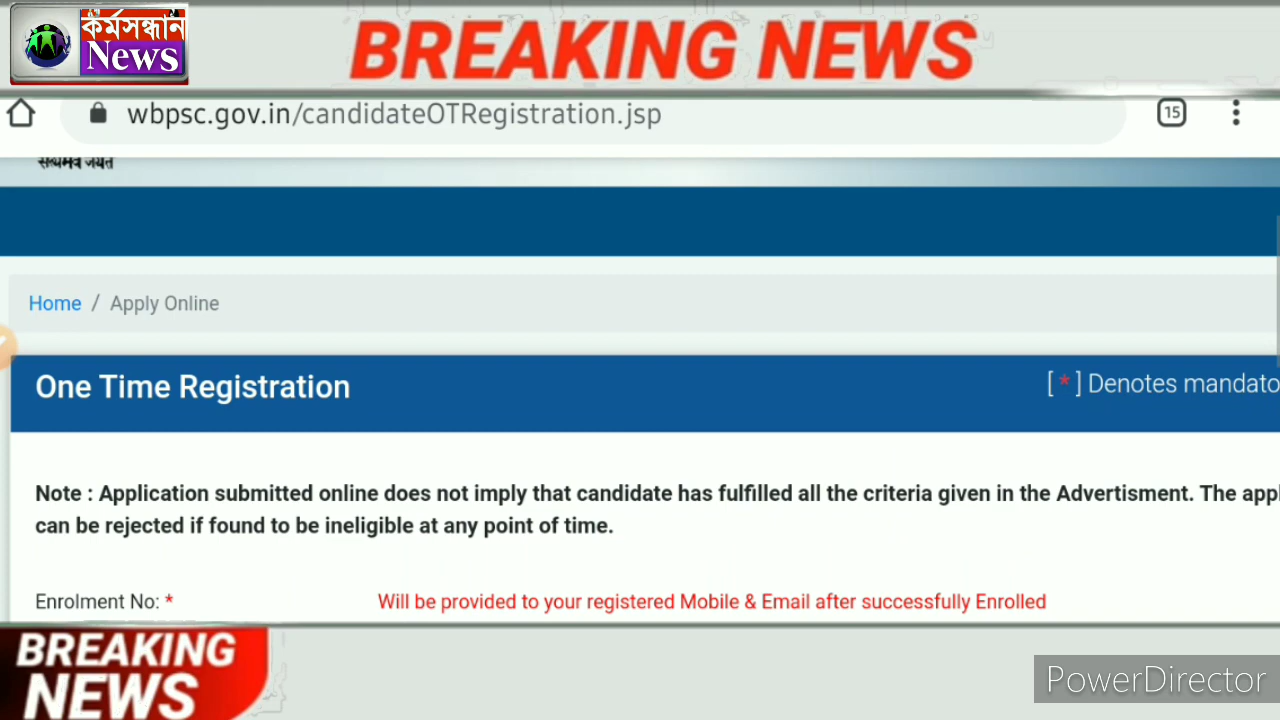 কর্মসন্ধান
News
BREAKING NEWS
wbpsc.gov.in/candidateOTRegistration.jsp
15
सत्यमेव जयते
Home / Apply Online
One Time Registration
[ * ] Denotes mandato
Note : Application submitted online does not imply that candidate has fulfilled all the criteria given in the Advertisment. The appl
can be rejected if found to be ineligible at any point of time.
Enrolment No: *
Will be provided to your registered Mobile & Email after successfully Enrolled
BREAKING
NEWS
PowerDirector